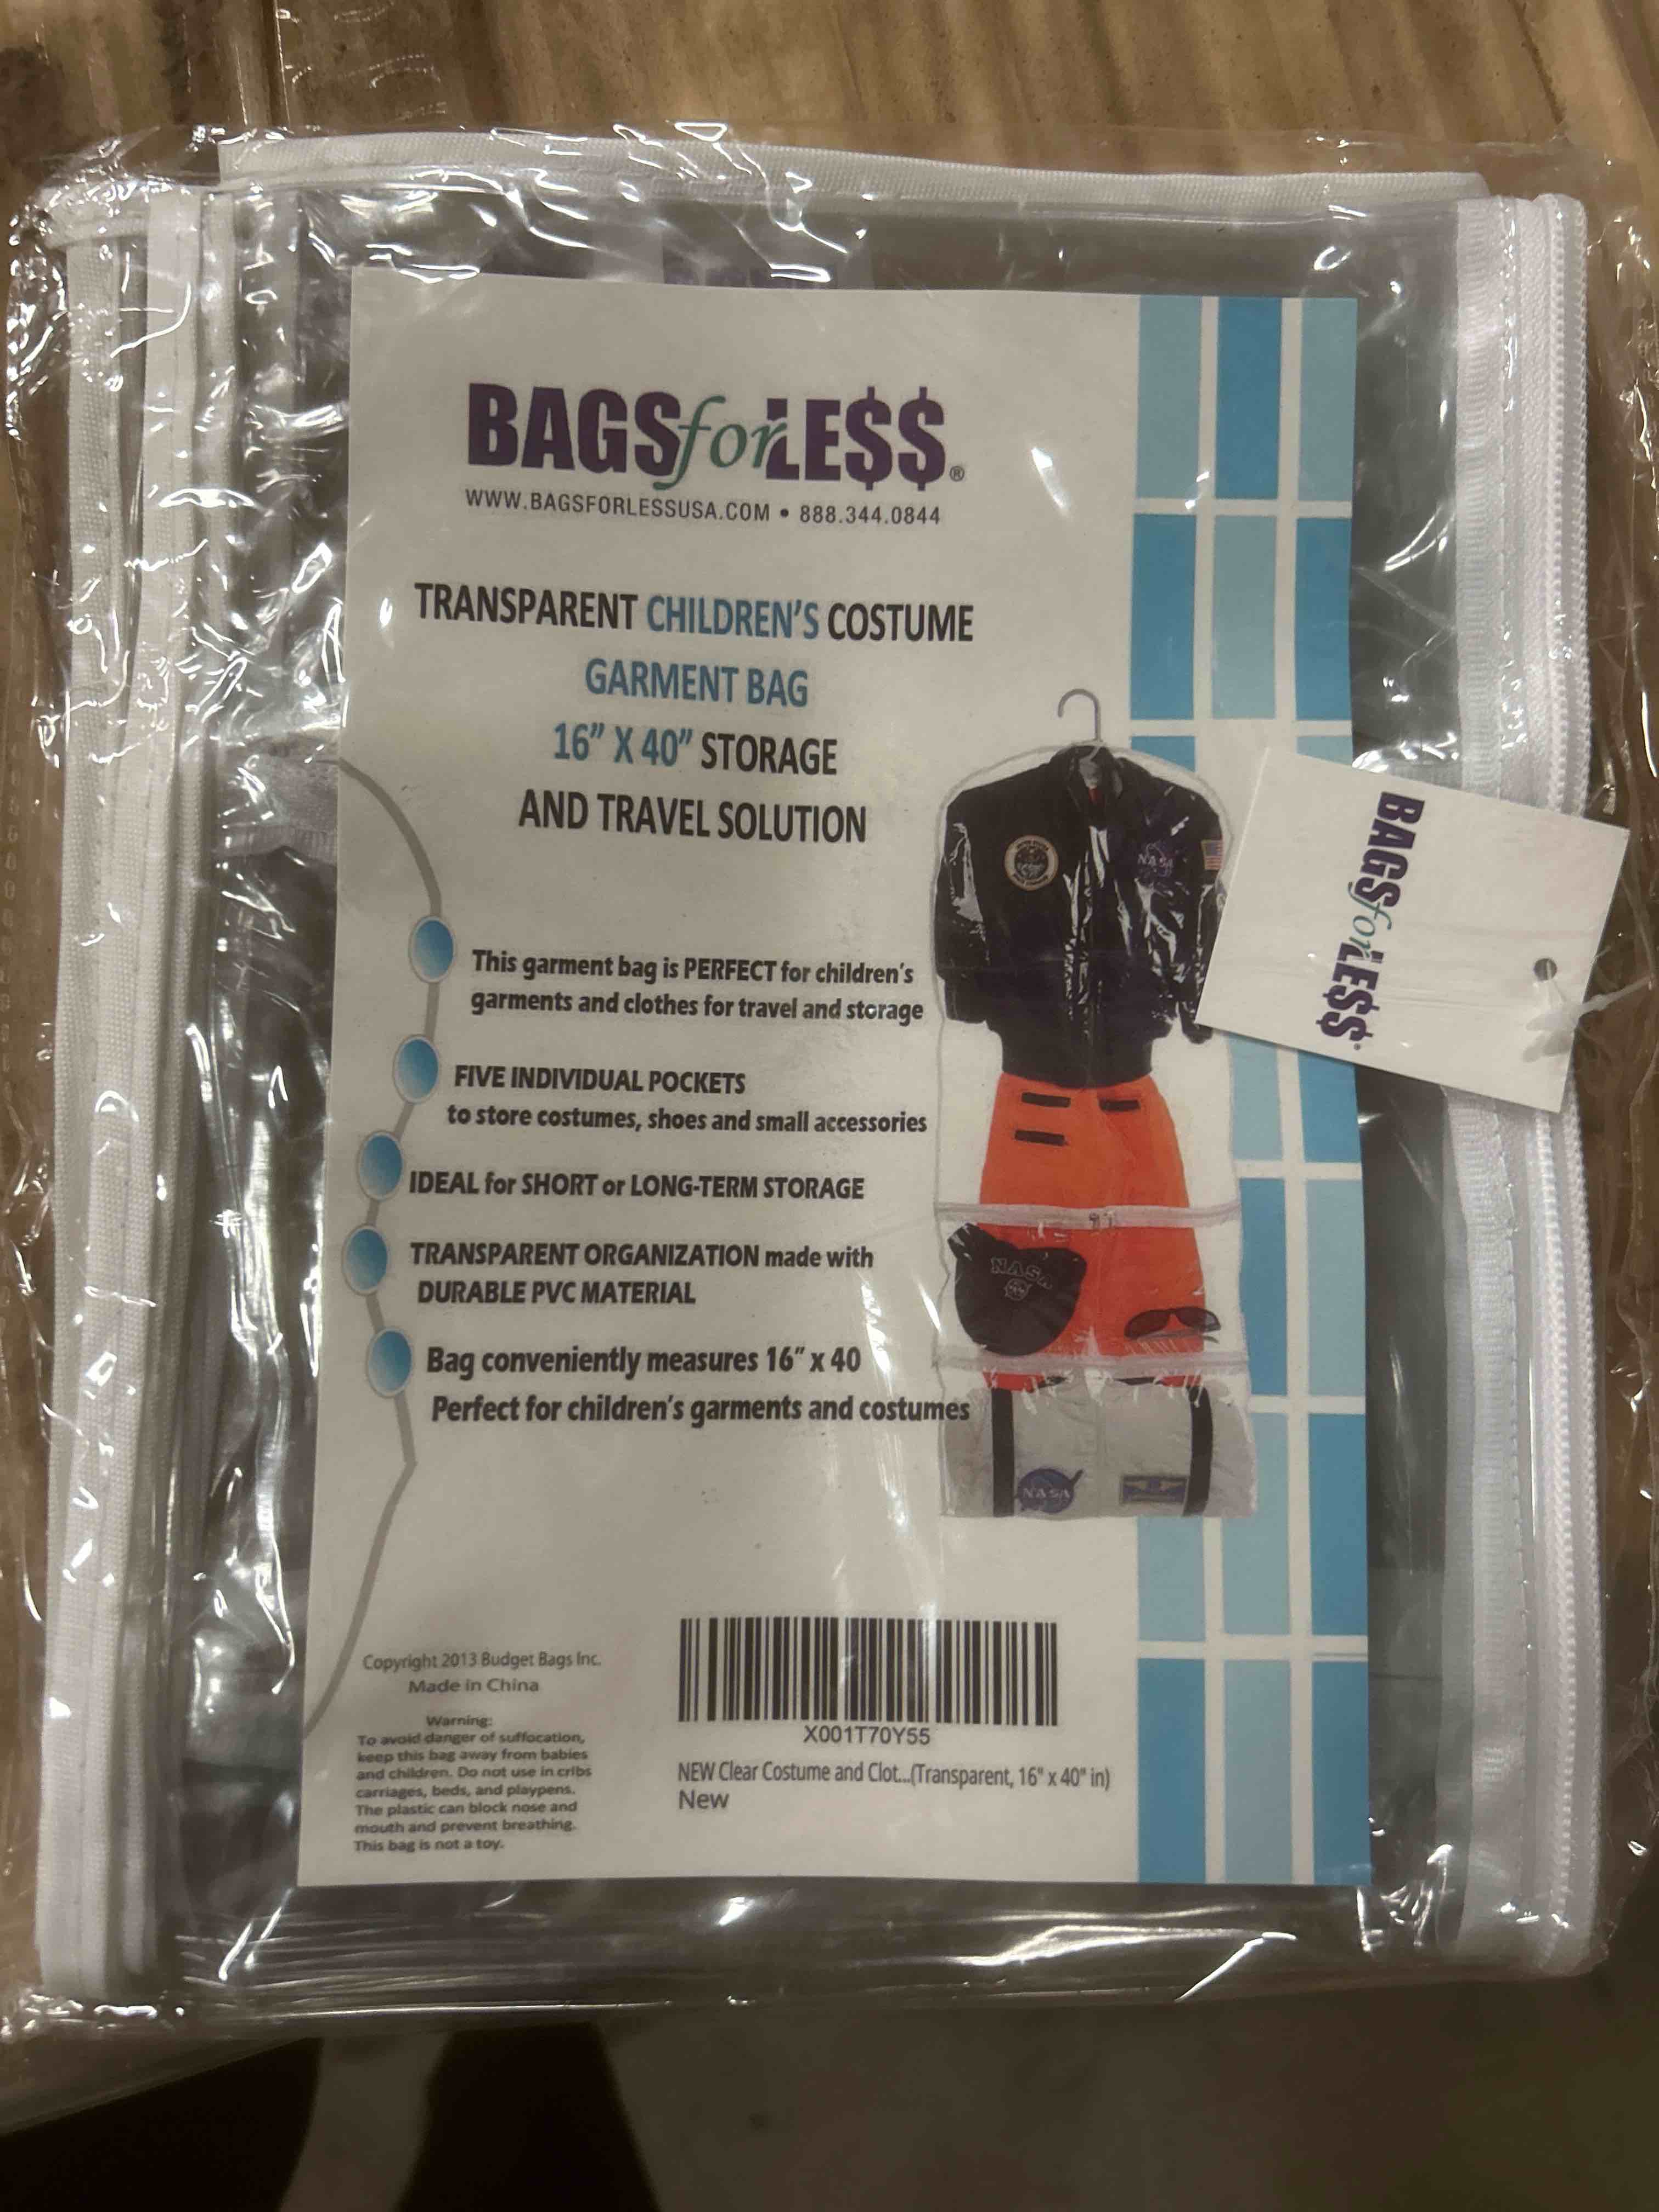 BAGSforLE$$®
WWW.BAGSFORLESSUSA.COM • 888.344.0844
TRANSPARENT CHILDREN'S COSTUME
GARMENT BAG
16" X 40" STORAGE
AND TRAVEL SOLUTION
This garment bag is PERFECT for children's
garments and clothes for travel and storage
FIVE INDIVIDUAL POCKETS
to store costumes, shoes and small accessories
IDEAL for SHORT or LONG-TERM STORAGE
TRANSPARENT ORGANIZATION made with
DURABLE PVC MATERIAL
Bag conveniently measures 16" x 40
Perfect for children's garments and costumes
NASA
NASA
NASA
BAGSforLE$$
Copyright 2013 Budget Bags Inc.
Made in China
Warning:
To avoid danger of suffocation,
keep this bag away from babies
and children. Do not use in cribs
carriages, beds, and playpens.
The plastic can block nose and
mouth and prevent breathing.
This bag is not a toy.
X001T70Y55
NEW Clear Costume and Clot...(Transparent, 16" x 40" in)
New